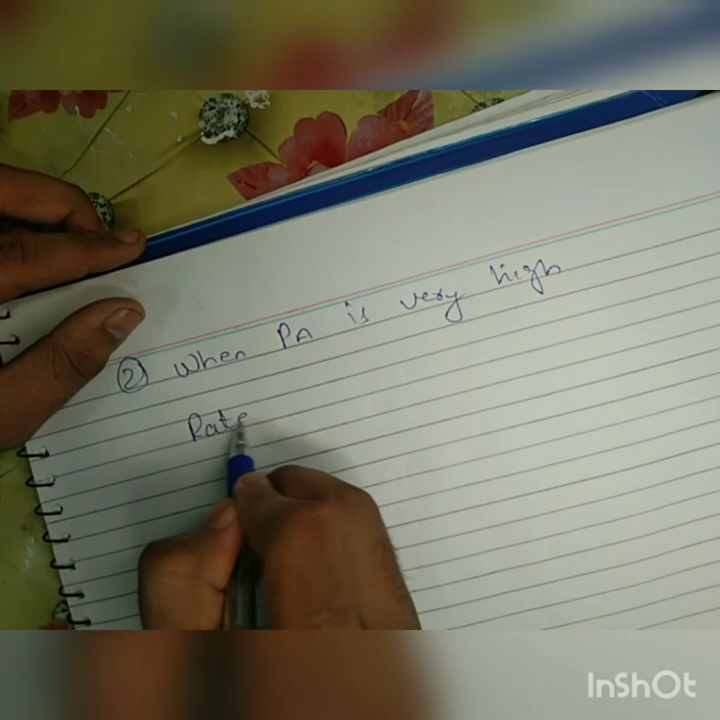 ② When PA is very high
Rate
InShOt